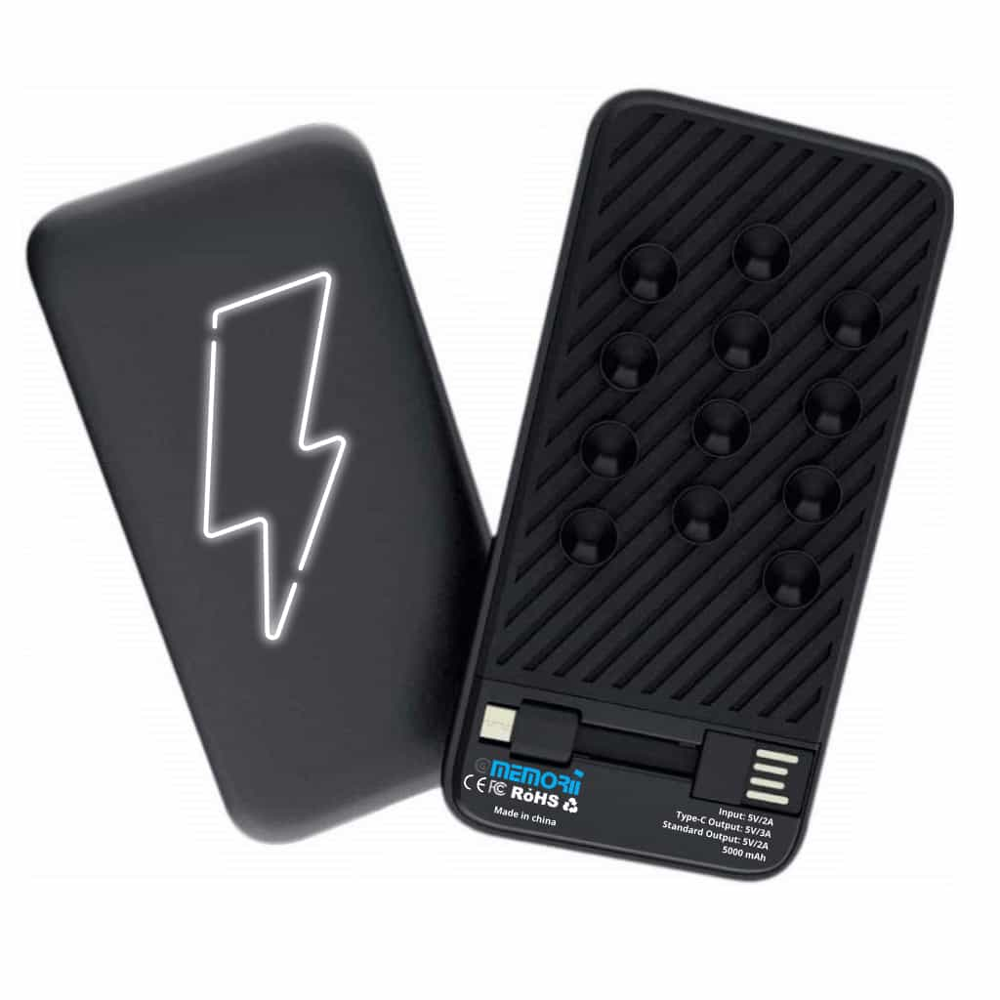 MEMORii
CE FC RoHS
Made in china
Input: 5V/2A
Type-C Output: 5V/3A
Standard Output: 5V/2A
5000 mAh